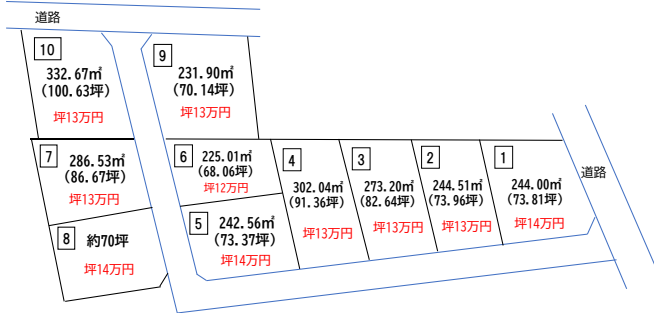 道路
10
332.67㎡
(100.63坪)
坪13万円
9
231.90㎡
(70.14坪)
坪13万円
7
286.53㎡
(86.67坪)
坪13万円
6
225.01㎡
(68.06坪)
坪12万円
4
302.04㎡
(91.36坪)
坪13万円
3
273.20㎡
(82.64坪)
坪13万円
2
244.51㎡
(73.96坪)
坪13万円
1
244.00㎡
(73.81坪)
坪14万円
道路
8
約70坪
坪14万円
5
242.56㎡
(73.37坪)
坪14万円